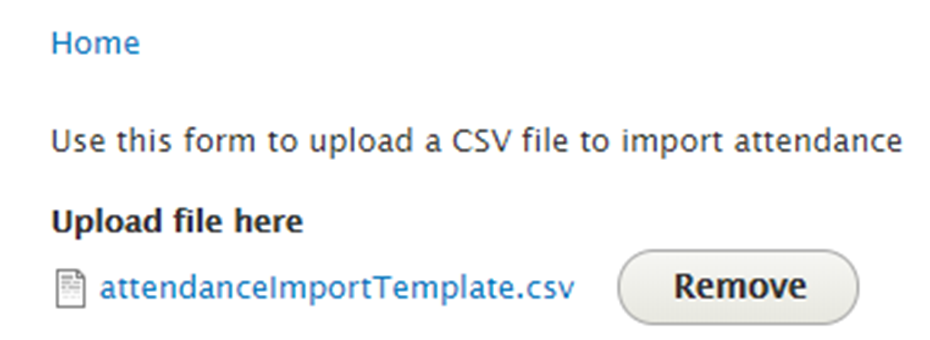 Home
Use this form to upload a CSV file to import attendance
Upload file here
attendanceImportTemplate.csv Remove